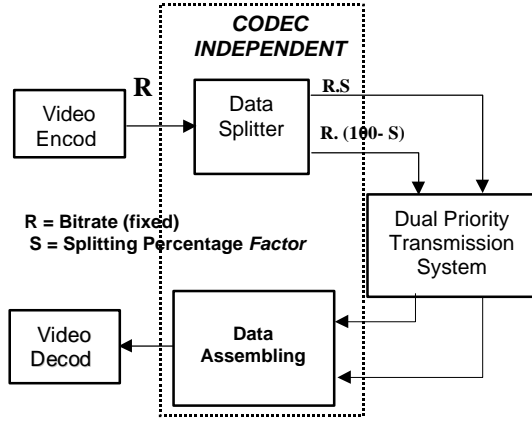 CODEC
INDEPENDENT
R
Video
Encod
Data
Splitter
R.S
R. (100- S)
R = Bitrate (fixed)
S = Splitting Percentage Factor
Dual Priority
Transmission
System
Video
Decod
Data
Assembling